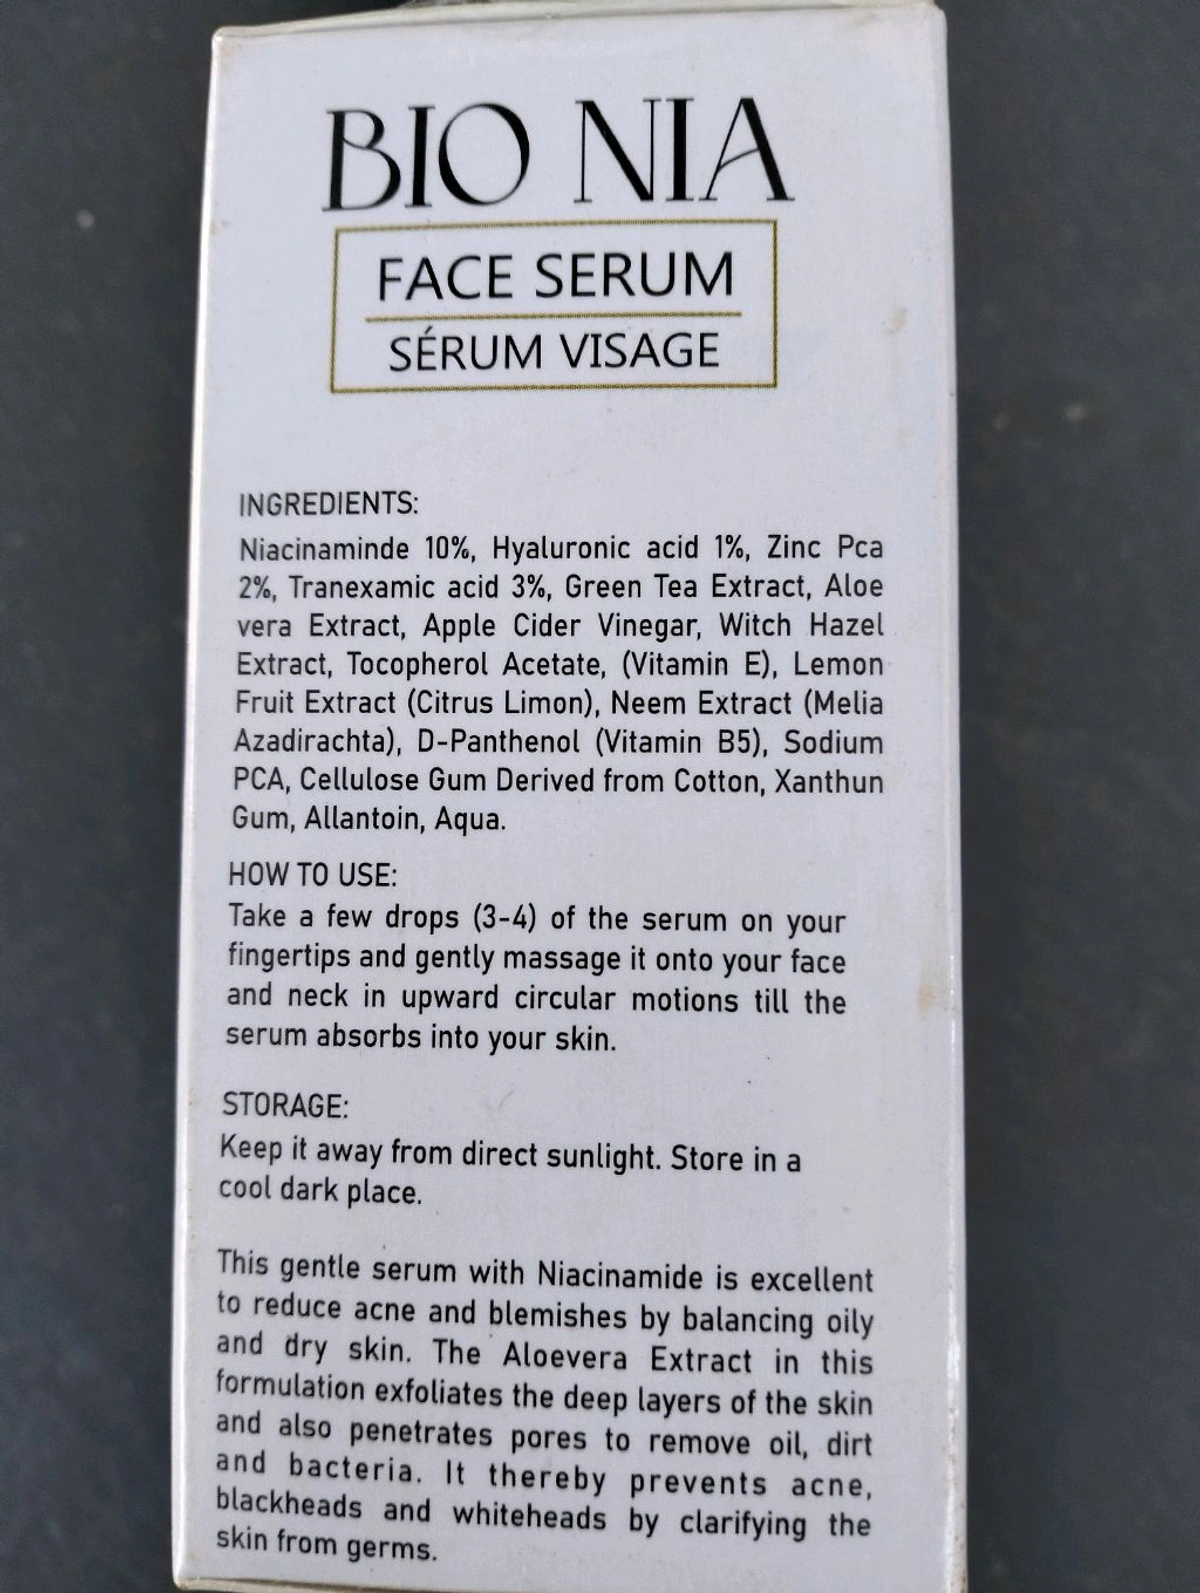 BIO NIA
FACE SERUM
SÉRUM VISAGE
INGREDIENTS:
Niacinaminde 10%, Hyaluronic acid 1%, Zinc Pca
2%, Tranexamic acid 3%, Green Tea Extract, Aloe
vera Extract, Apple Cider Vinegar, Witch Hazel
Extract, Tocopherol Acetate, (Vitamin E), Lemon
Fruit Extract (Citrus Limon), Neem Extract (Melia
Azadirachta), D-Panthenol (Vitamin B5), Sodium
PCA, Cellulose Gum Derived from Cotton, Xanthun
Gum, Allantoin, Aqua.
HOW TO USE:
Take a few drops (3-4) of the serum on your
fingertips and gently massage it onto your face
and neck in upward circular motions till the
serum absorbs into your skin.
STORAGE:
Keep it away from direct sunlight. Store in a
cool dark place.
This gentle serum with Niacinamide is excellent
to reduce acne and blemishes by balancing oily
and dry skin. The Aloevera Extract in this
formulation exfoliates the deep layers of the skin
and also penetrates pores to remove oil, dirt
and bacteria. It thereby prevents acne,
blackheads and whiteheads by clarifying the
skin from germs.